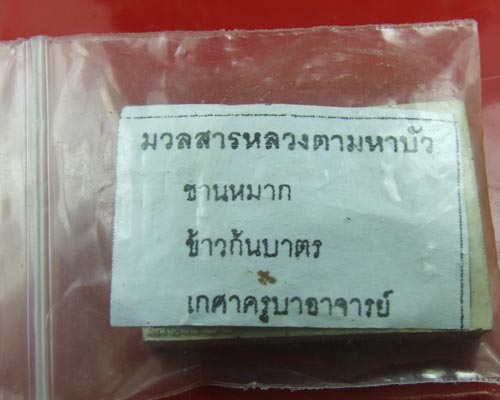 มวลสารหลวงตามหาบัว
ชานหมาก
ข้าวก้นบาตร
เกศาครูบาอาจารย์